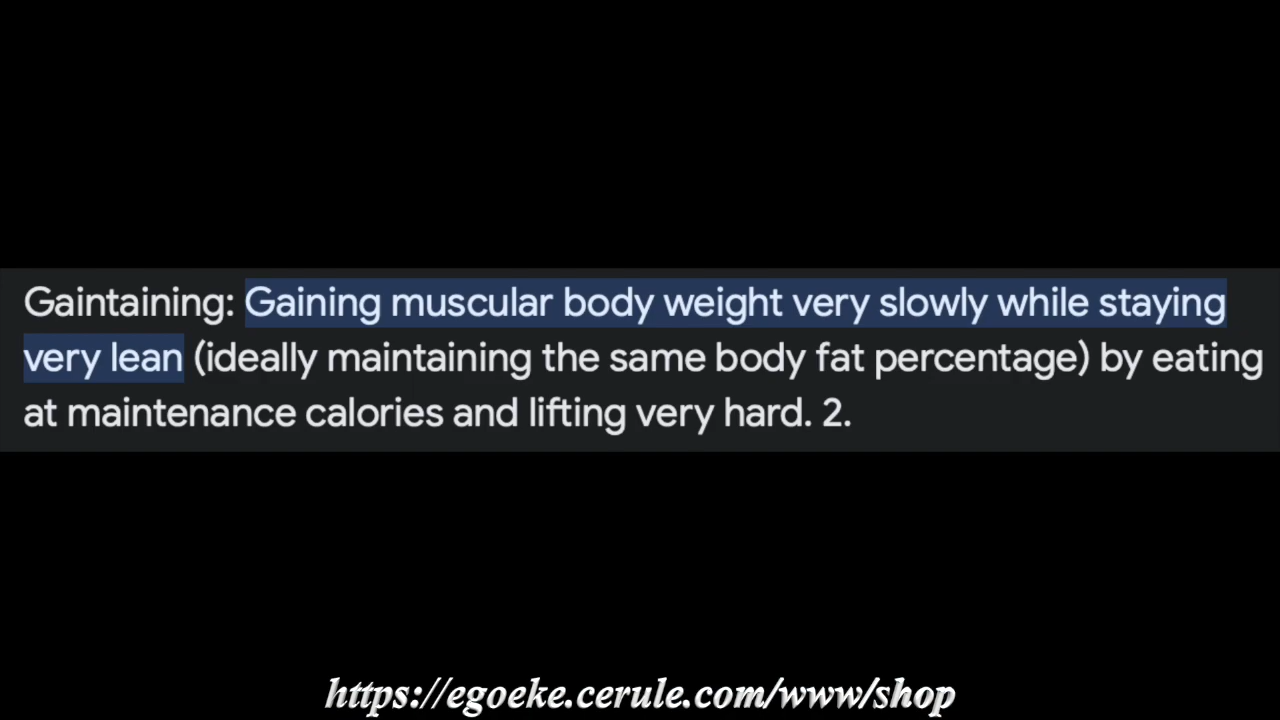 Gaintaining: Gaining muscular body weight very slowly while staying
very lean (ideally maintaining the same body fat percentage) by eating
at maintenance calories and lifting very hard. 2.
https://egoeke.cerule.com/www/shop